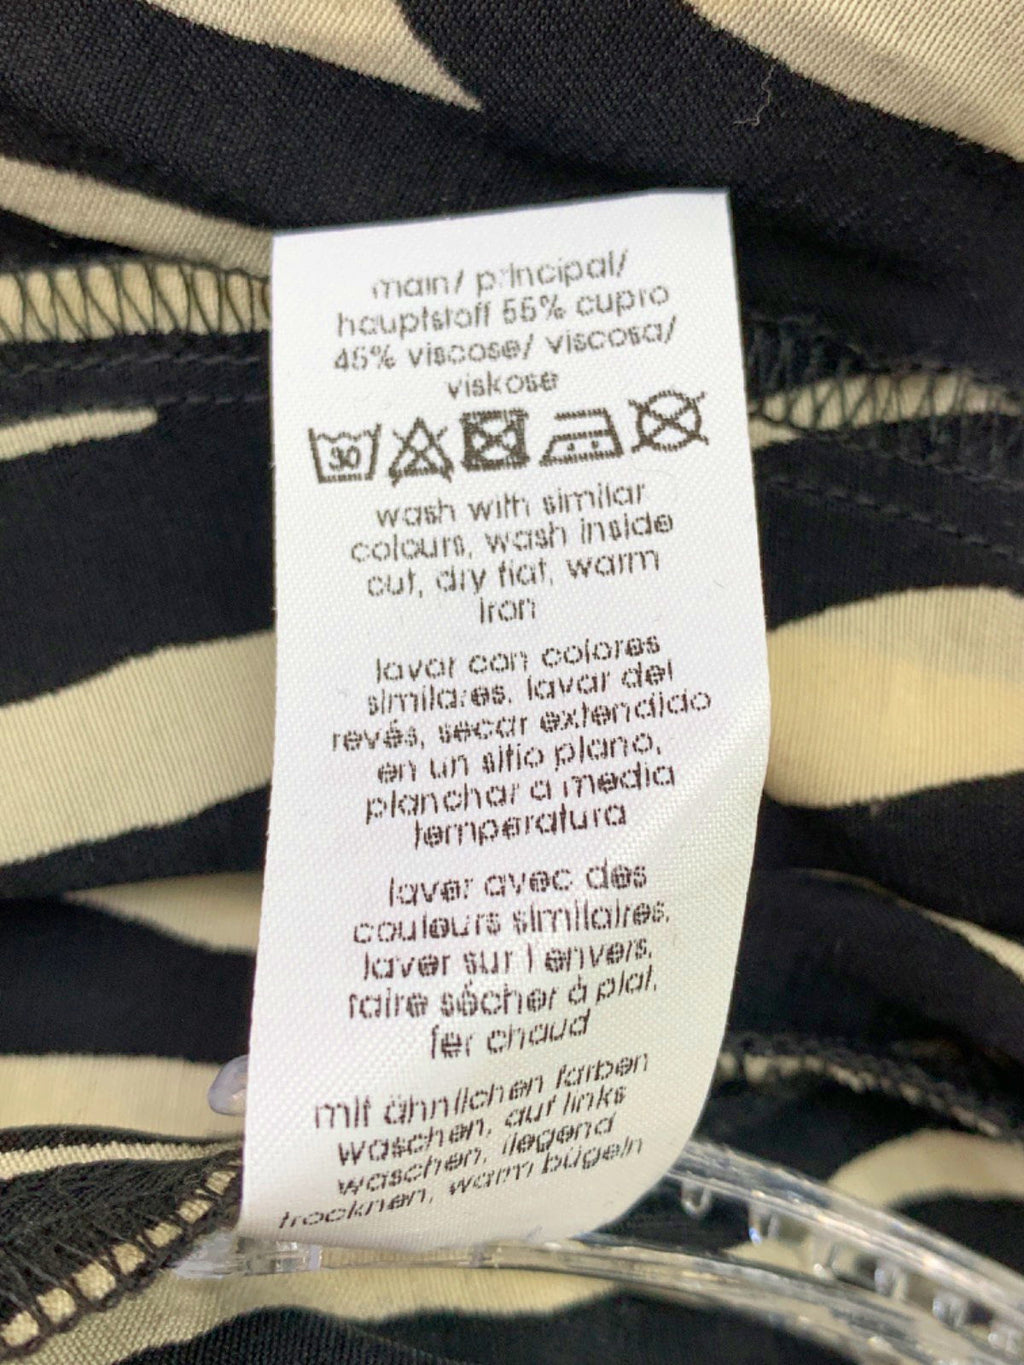 main/ principal/
hauptstoff 55% cupro
45% viscose/ viscosa/
viskose
30
wash with similar
colours, wash inside
out, dry flat, warm
iron
lavar con colores
similares, lavar del
revés, secar extendido
en un sitio plano,
planchar a media
temperatura
laver avec des
couleurs similaires,
laver sur l'envers,
faire sécher à plat,
fer chaud
mit ähnlichen farben
waschen, auf links
waschen, liegend
trocknen, warm bügeln